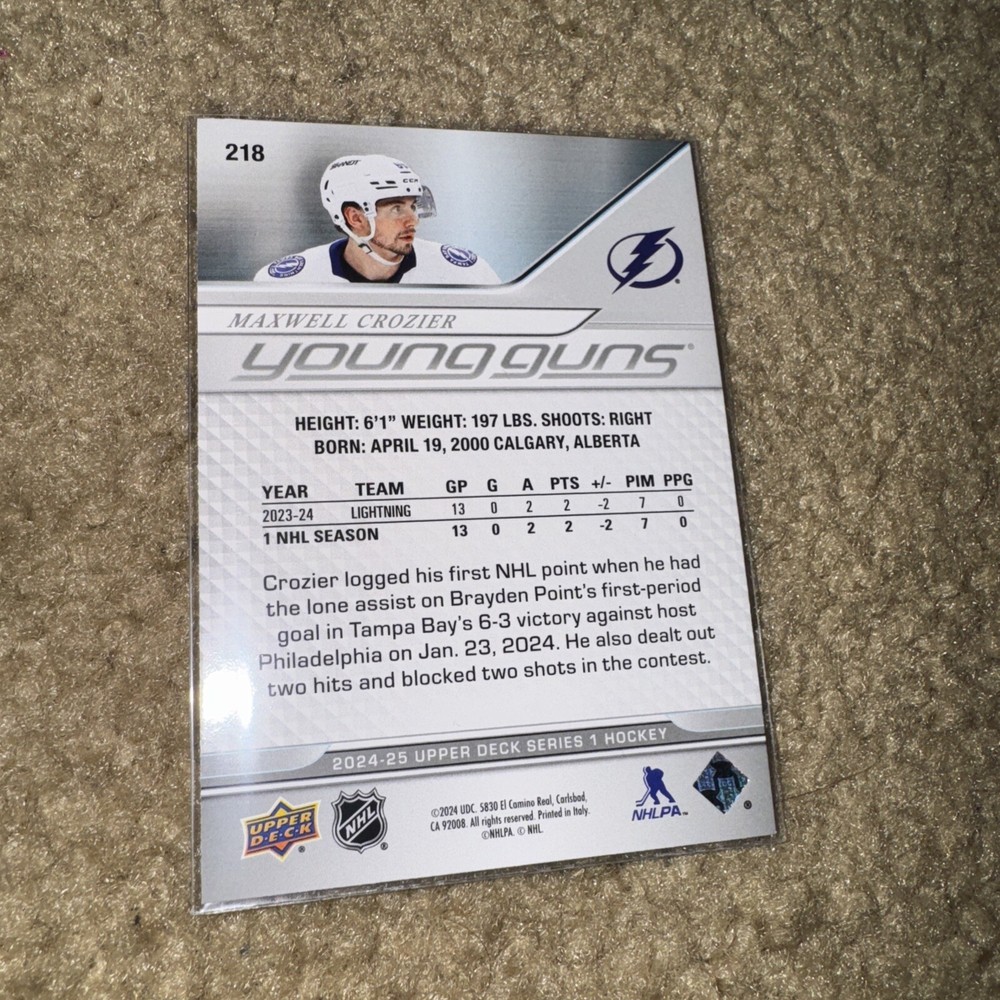 218
CCM
MAXWELL CROZIER
young guns
HEIGHT: 6'1" WEIGHT: 197 LBS. SHOOTS: RIGHT
BORN: APRIL 19, 2000 CALGARY, ALBERTA
YEAR TEAM GP G A PTS +/- PIM PPG
2023-24 LIGHTNING 13 0 2 2 -2 7 0
1 NHL SEASON 13 0 2 2 -2 7 0
Crozier logged his first NHL point when he had
the lone assist on Brayden Point's first-period
goal in Tampa Bay's 6-3 victory against host
Philadelphia on Jan. 23, 2024. He also dealt out
two hits and blocked two shots in the contest.
2024-25 UPPER DECK SERIES 1 HOCKEY
UPPER
D·E·C·K
®
NHL
®
©2024 UDC. 5830 El Camino Real, Carlsbad,
CA 92008. All rights reserved. Printed in Italy.
©NHLPA. © NHL.
NHLPA™
®